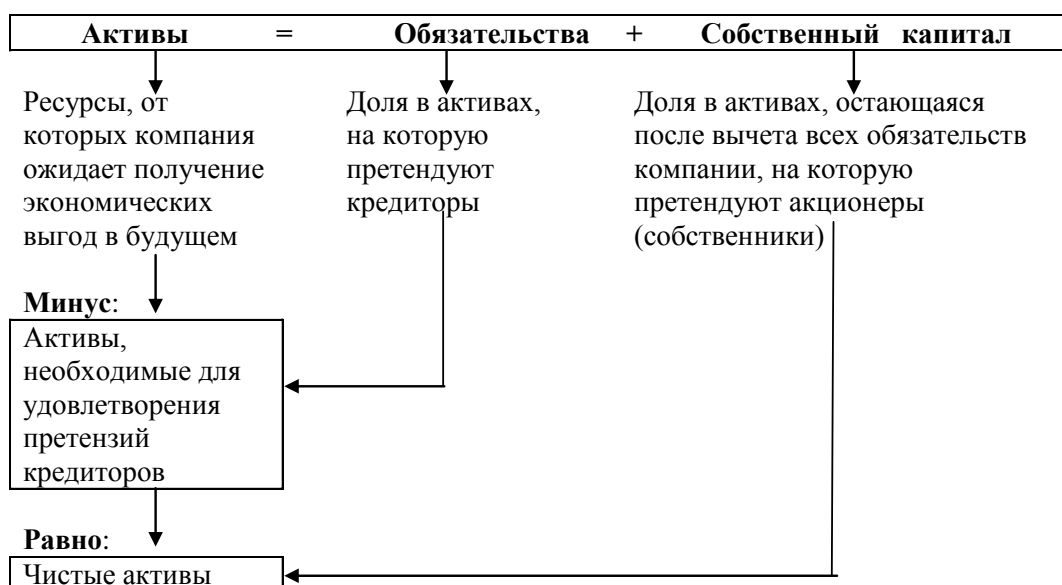 Активы = Обязательства + Собственный капитал
Ресурсы, от
которых компания
ожидает получение
экономических
выгод в будущем
Доля в активах,
на которую
претендуют
кредиторы
Доля в активах, остающаяся
после вычета всех обязательств
компании, на которую
претендуют акционеры
(собственники)
Минус:
Активы,
необходимые для
удовлетворения
претензий
кредиторов
Равно:
Чистые активы